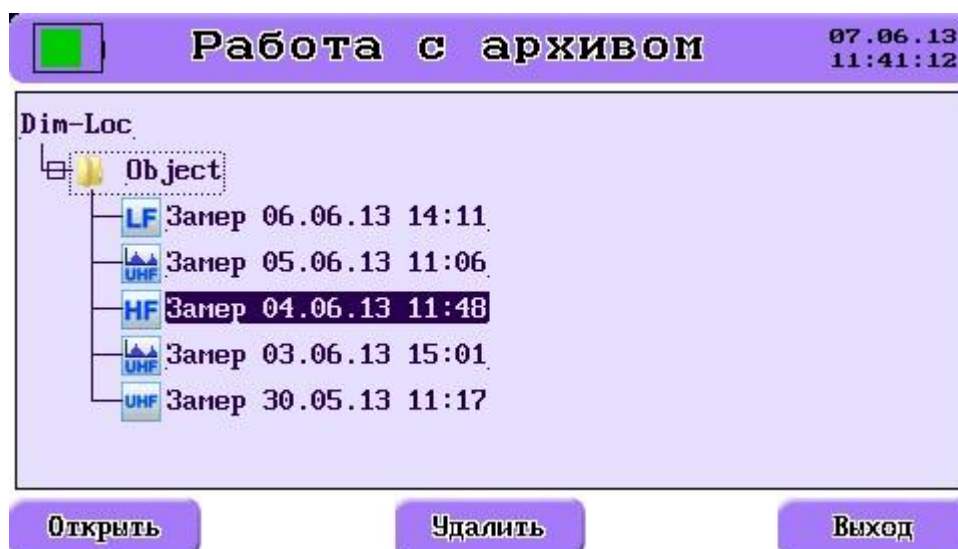 Работа с архивом
07.06.13
11:41:12
Dim-Loc
Object
LF Замер 06.06.13 14:11
UHF Замер 05.06.13 11:06
HF Замер 04.06.13 11:48
UHF Замер 03.06.13 15:01
UHF Замер 30.05.13 11:17
Открыть Удалить Выход